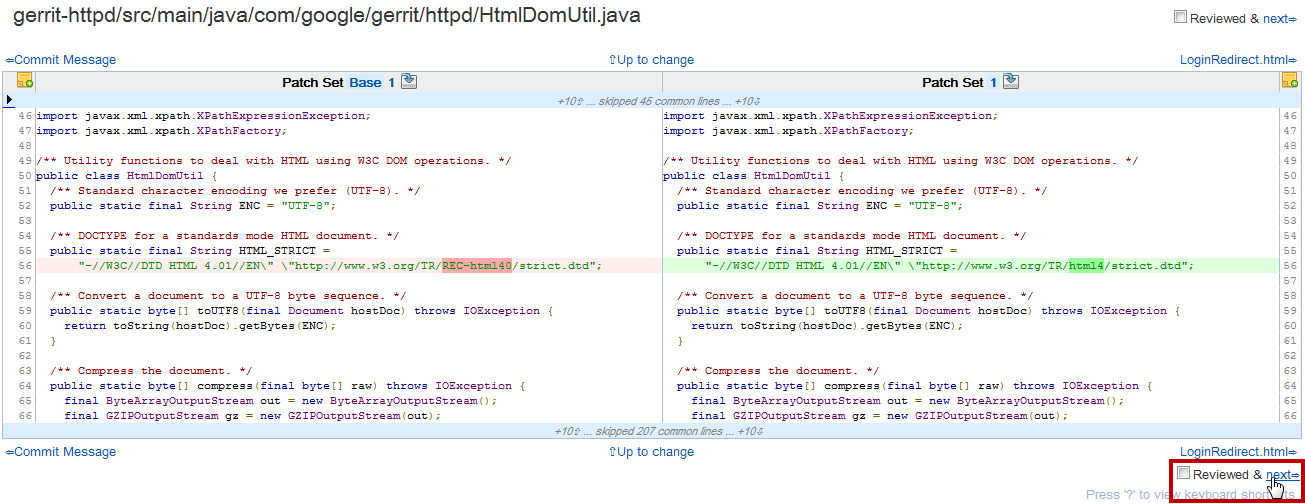 gerrit-httpd/src/main/java/com/google/gerrit/httpd/HtmlDomUtil.java
Reviewed & next⇨
⇦Commit Message ⇧Up to change LoginRedirect.html⇨
Patch Set Base 1 Patch Set 1
+10⇧ ... skipped 45 common lines ... +10⇩
46 import javax.xml.xpath.XPathExpressionException; import javax.xml.xpath.XPathExpressionException; 46
47 import javax.xml.xpath.XPathFactory; import javax.xml.xpath.XPathFactory; 47
48 48
49 /** Utility functions to deal with HTML using W3C DOM operations. */ /** Utility functions to deal with HTML using W3C DOM operations. */ 49
50 public class HtmlDomUtil { public class HtmlDomUtil { 50
51 /** Standard character encoding we prefer (UTF-8). */ /** Standard character encoding we prefer (UTF-8). */ 51
52 public static final String ENC = "UTF-8"; public static final String ENC = "UTF-8"; 52
53 53
54 /** DOCTYPE for a standards mode HTML document. */ /** DOCTYPE for a standards mode HTML document. */ 54
55 public static final String HTML_STRICT = public static final String HTML_STRICT = 55
56 "-//W3C//DTD HTML 4.01//EN\" \"http://www.w3.org/TR/REC-html40/strict.dtd"; "-//W3C//DTD HTML 4.01//EN\" \"http://www.w3.org/TR/html4/strict.dtd"; 56
57 57
58 /** Convert a document to a UTF-8 byte sequence. */ /** Convert a document to a UTF-8 byte sequence. */ 58
59 public static byte[] toUTF8(final Document hostDoc) throws IOException { public static byte[] toUTF8(final Document hostDoc) throws IOException { 59
60 return toString(hostDoc).getBytes(ENC); return toString(hostDoc).getBytes(ENC); 60
61 } } 61
62 62
63 /** Compress the document. */ /** Compress the document. */ 63
64 public static byte[] compress(final byte[] raw) throws IOException { public static byte[] compress(final byte[] raw) throws IOException { 64
65 final ByteArrayOutputStream out = new ByteArrayOutputStream(); final ByteArrayOutputStream out = new ByteArrayOutputStream(); 65
66 final GZIPOutputStream gz = new GZIPOutputStream(out); final GZIPOutputStream gz = new GZIPOutputStream(out); 66
+10⇧ ... skipped 207 common lines ... +10⇩
⇦Commit Message ⇧Up to change LoginRedirect.html⇨
Reviewed & next⇨
Press '?' to view keyboard shortcuts